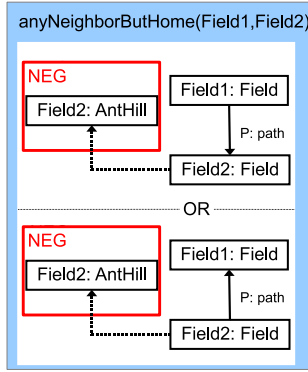 anyNeighborButHome(Field1,Field2)
NEG
Field2: AntHill
Field1: Field
P: path
Field2: Field
OR
NEG
Field2: AntHill
Field1: Field
P: path
Field2: Field